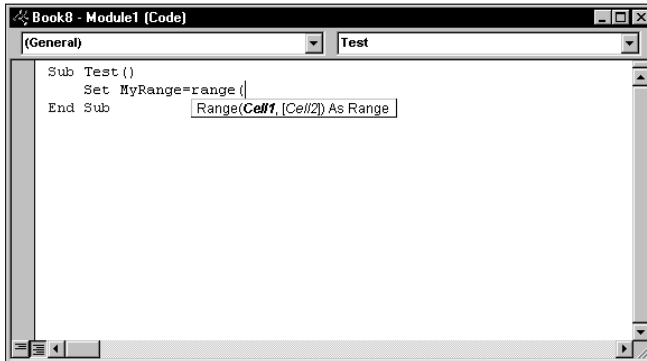 Book8 - Module1 (Code)
(General) Test
Sub Test()
Set MyRange=range(
Range(Cell1, [Cell2]) As Range
End Sub